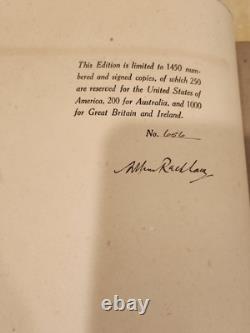 This Edition is limited to 1450 num-
bered and signed copies, of which 250
are reserved for the United States of
America, 200 for Australia, and 1000
for Great Britain and Ireland.
No. 656
Arthur Rackham
ebay